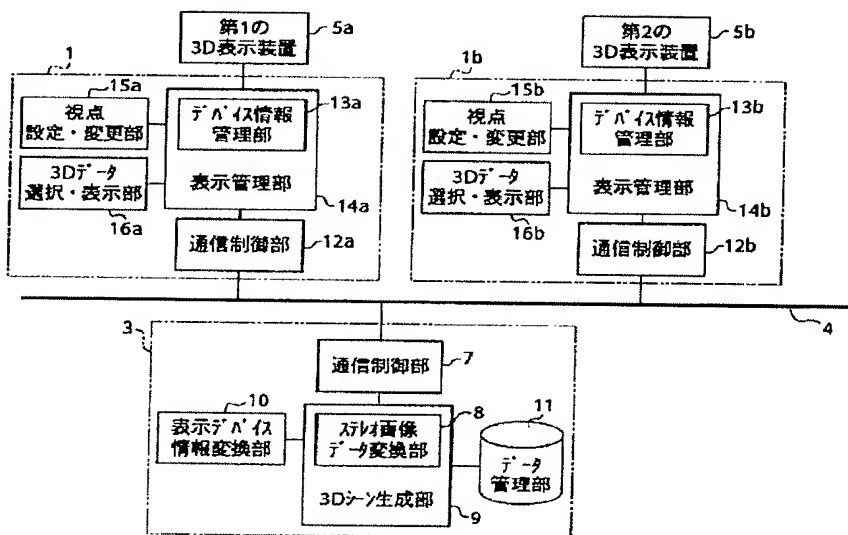 第1の
3D表示装置
5a
第2の
3D表示装置
5b
1
15a
視点
設定・変更部
13a
デバイス情報
管理部
3Dデータ
選択・表示部
16a
表示管理部
14a
通信制御部
12a
1b
15b
視点
設定・変更部
13b
デバイス情報
管理部
3Dデータ
選択・表示部
16b
表示管理部
14b
通信制御部
12b
4
3
通信制御部
7
10
表示デバイス
情報変換部
8
ステレオ画像
データ変換部
3Dシーン生成部
9
11
データ
管理部